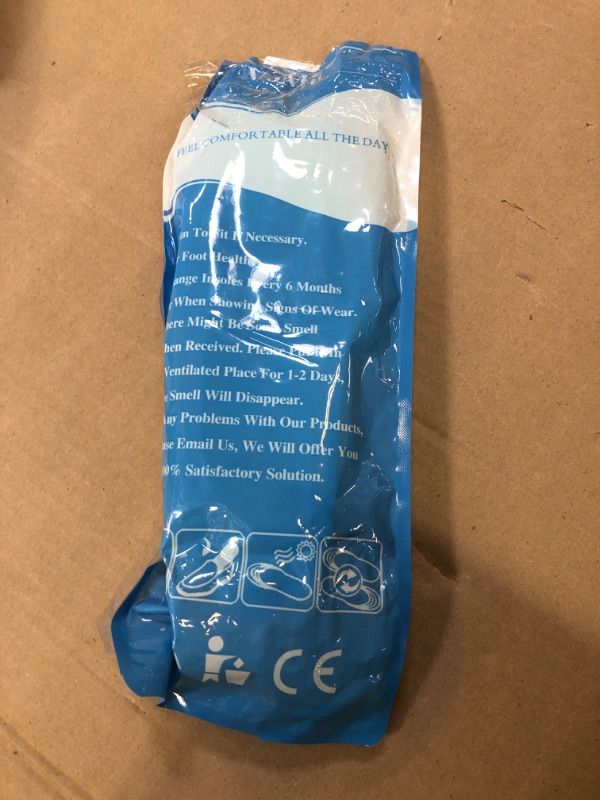 FEEL COMFORTABLE ALL THE DAY
To Fit If Necessary.
Foot Health
Insoles Every 6 Months
When Showing Signs Of Wear.
Might Be Some Smell
Received. Please
Ventilated Place For 1-2 Days,
Smell Will Disappear.
Any Problems With Our Products,
Email Us, We Will Offer You
Satisfactory Solution.
CE